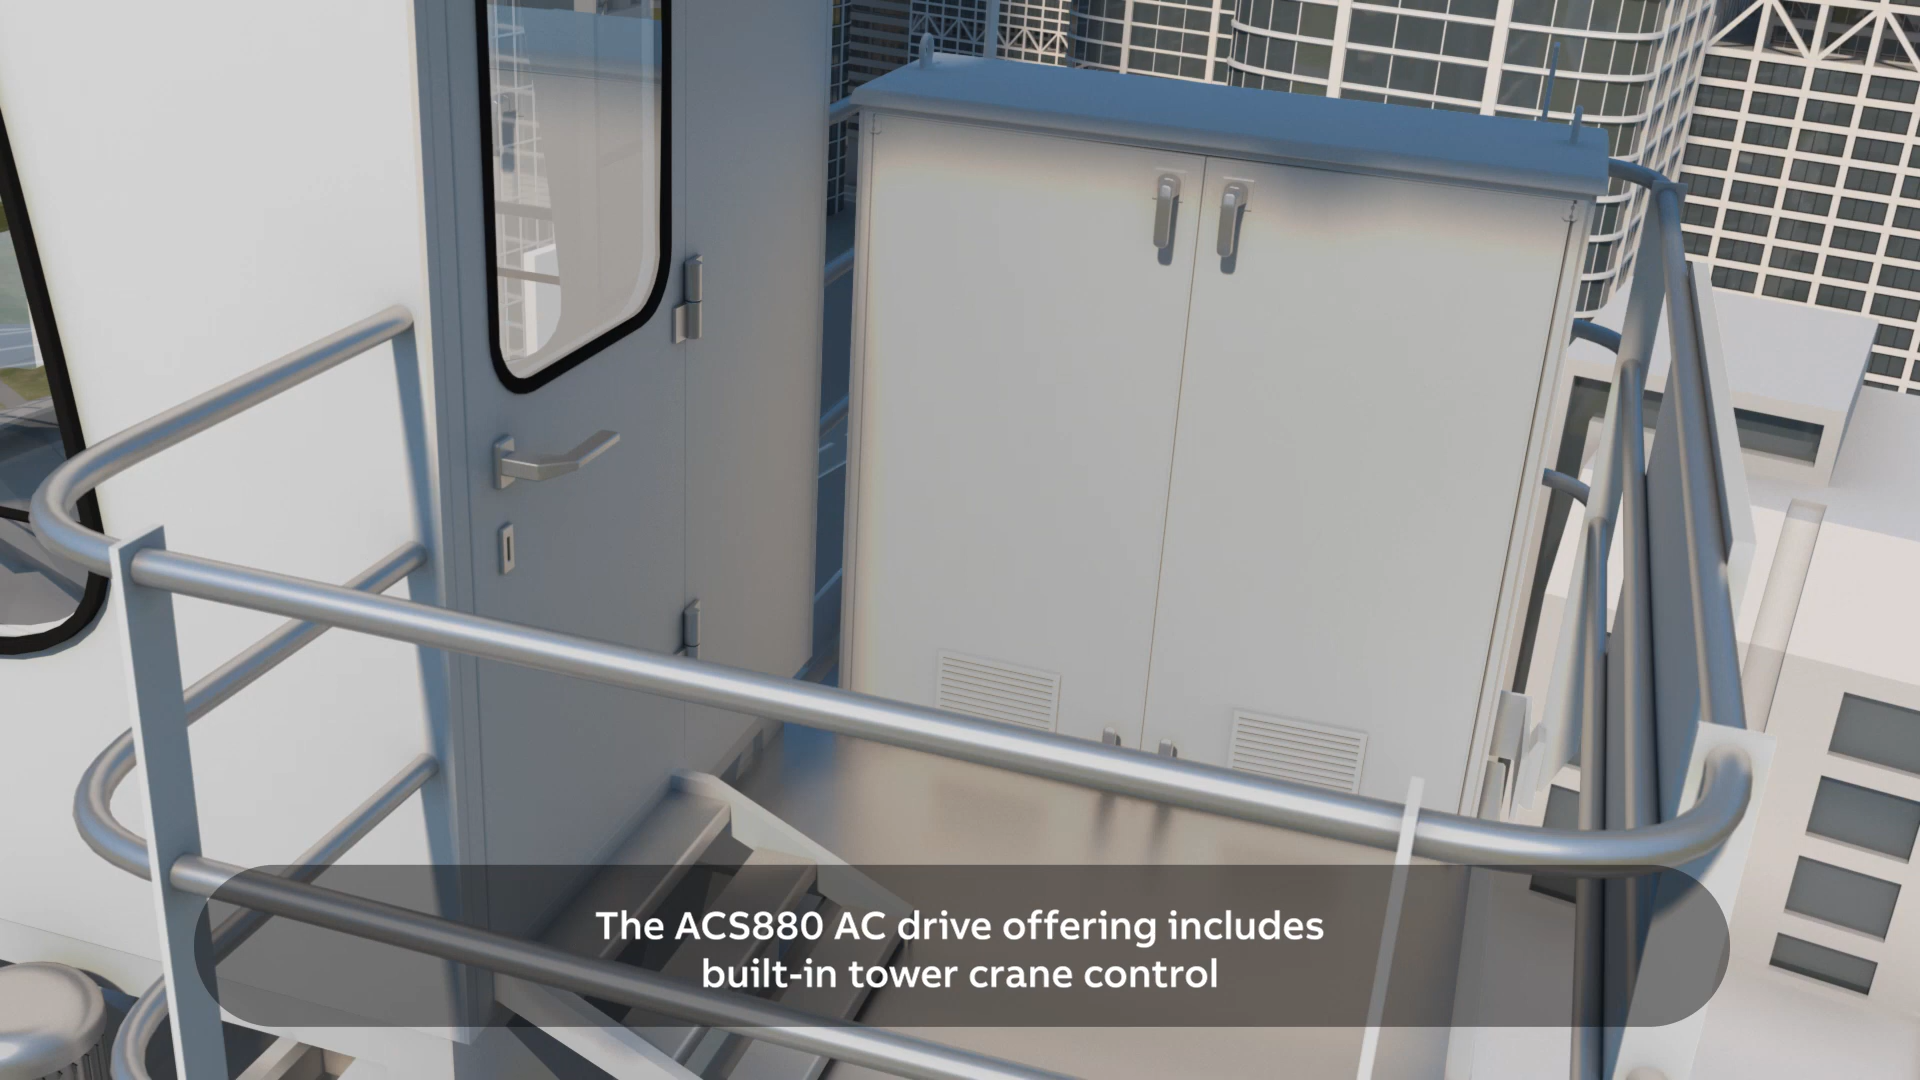 The ACS880 AC drive offering includes
built-in tower crane control